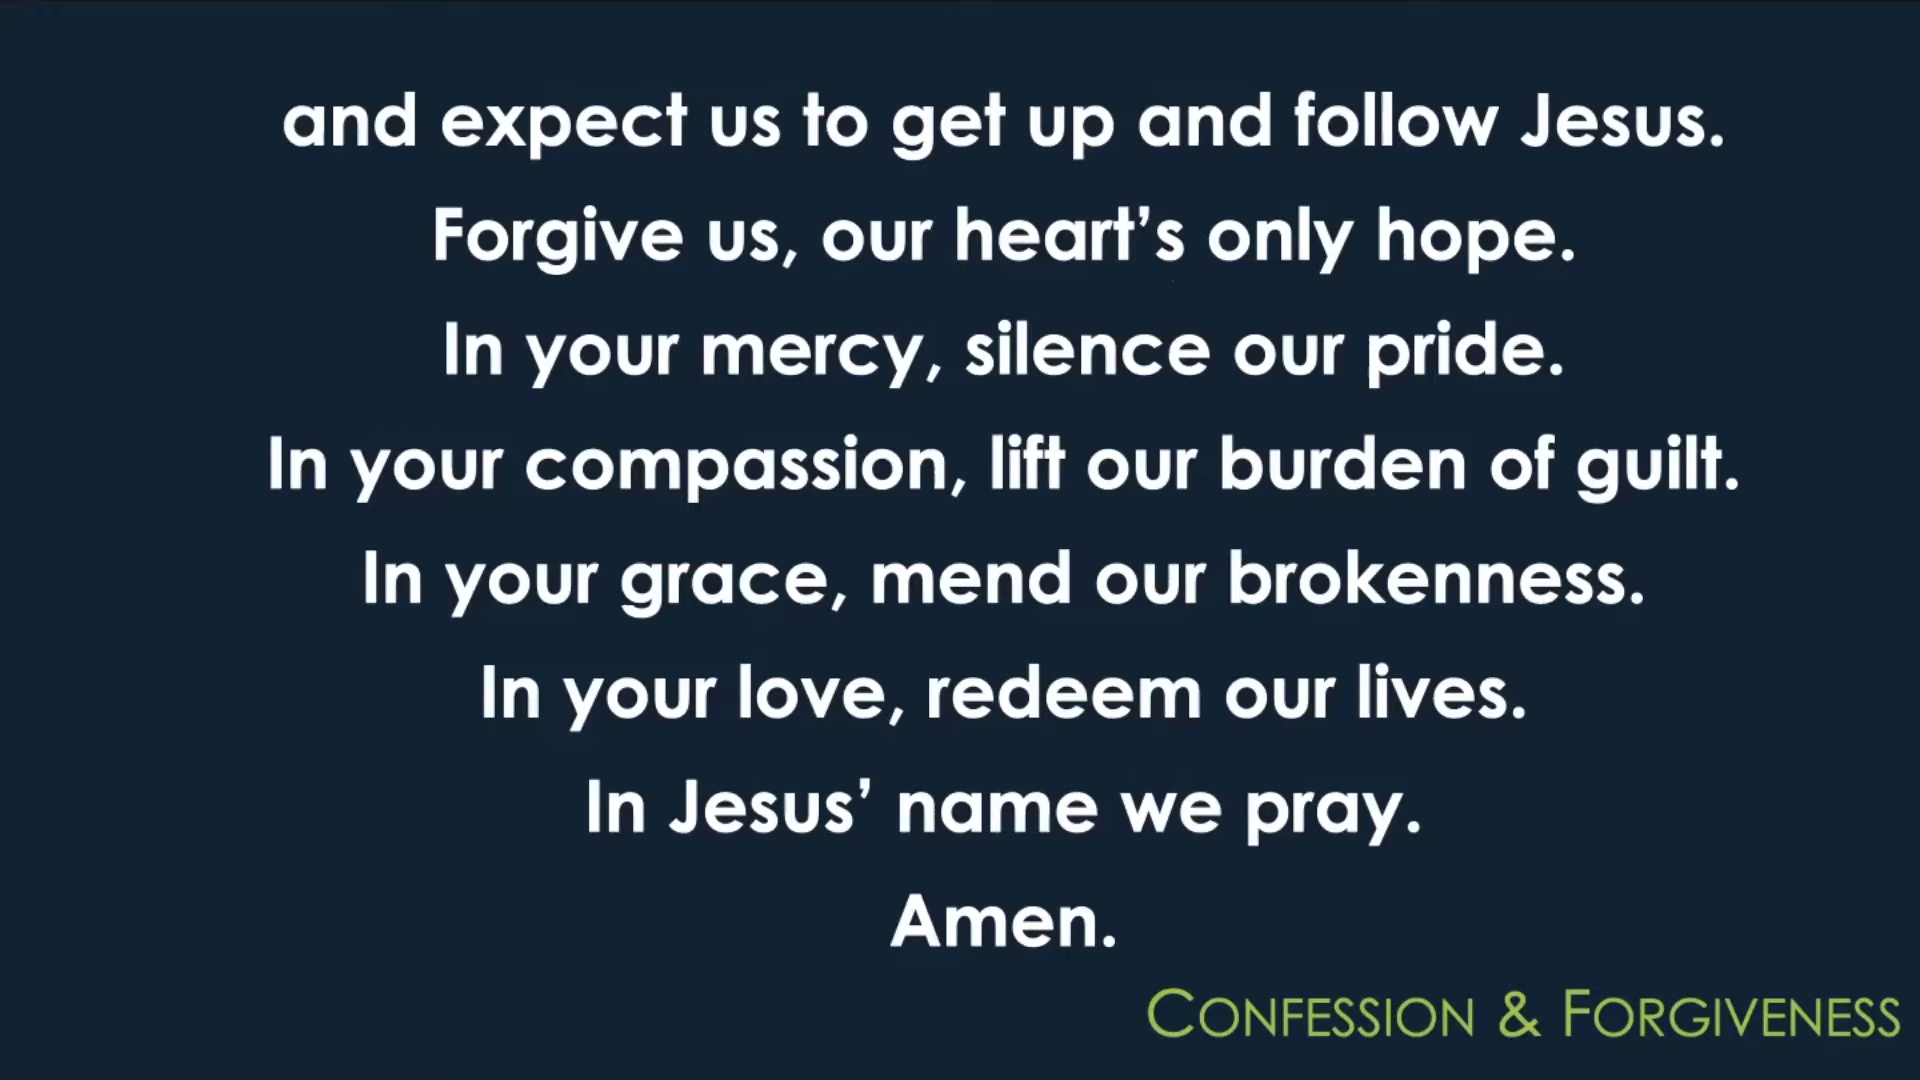 and expect us to get up and follow Jesus.
Forgive us, our heart’s only hope.
In your mercy, silence our pride.
In your compassion, lift our burden of guilt.
In your grace, mend our brokenness.
In your love, redeem our lives.
In Jesus’ name we pray.
Amen.
Confession & Forgiveness